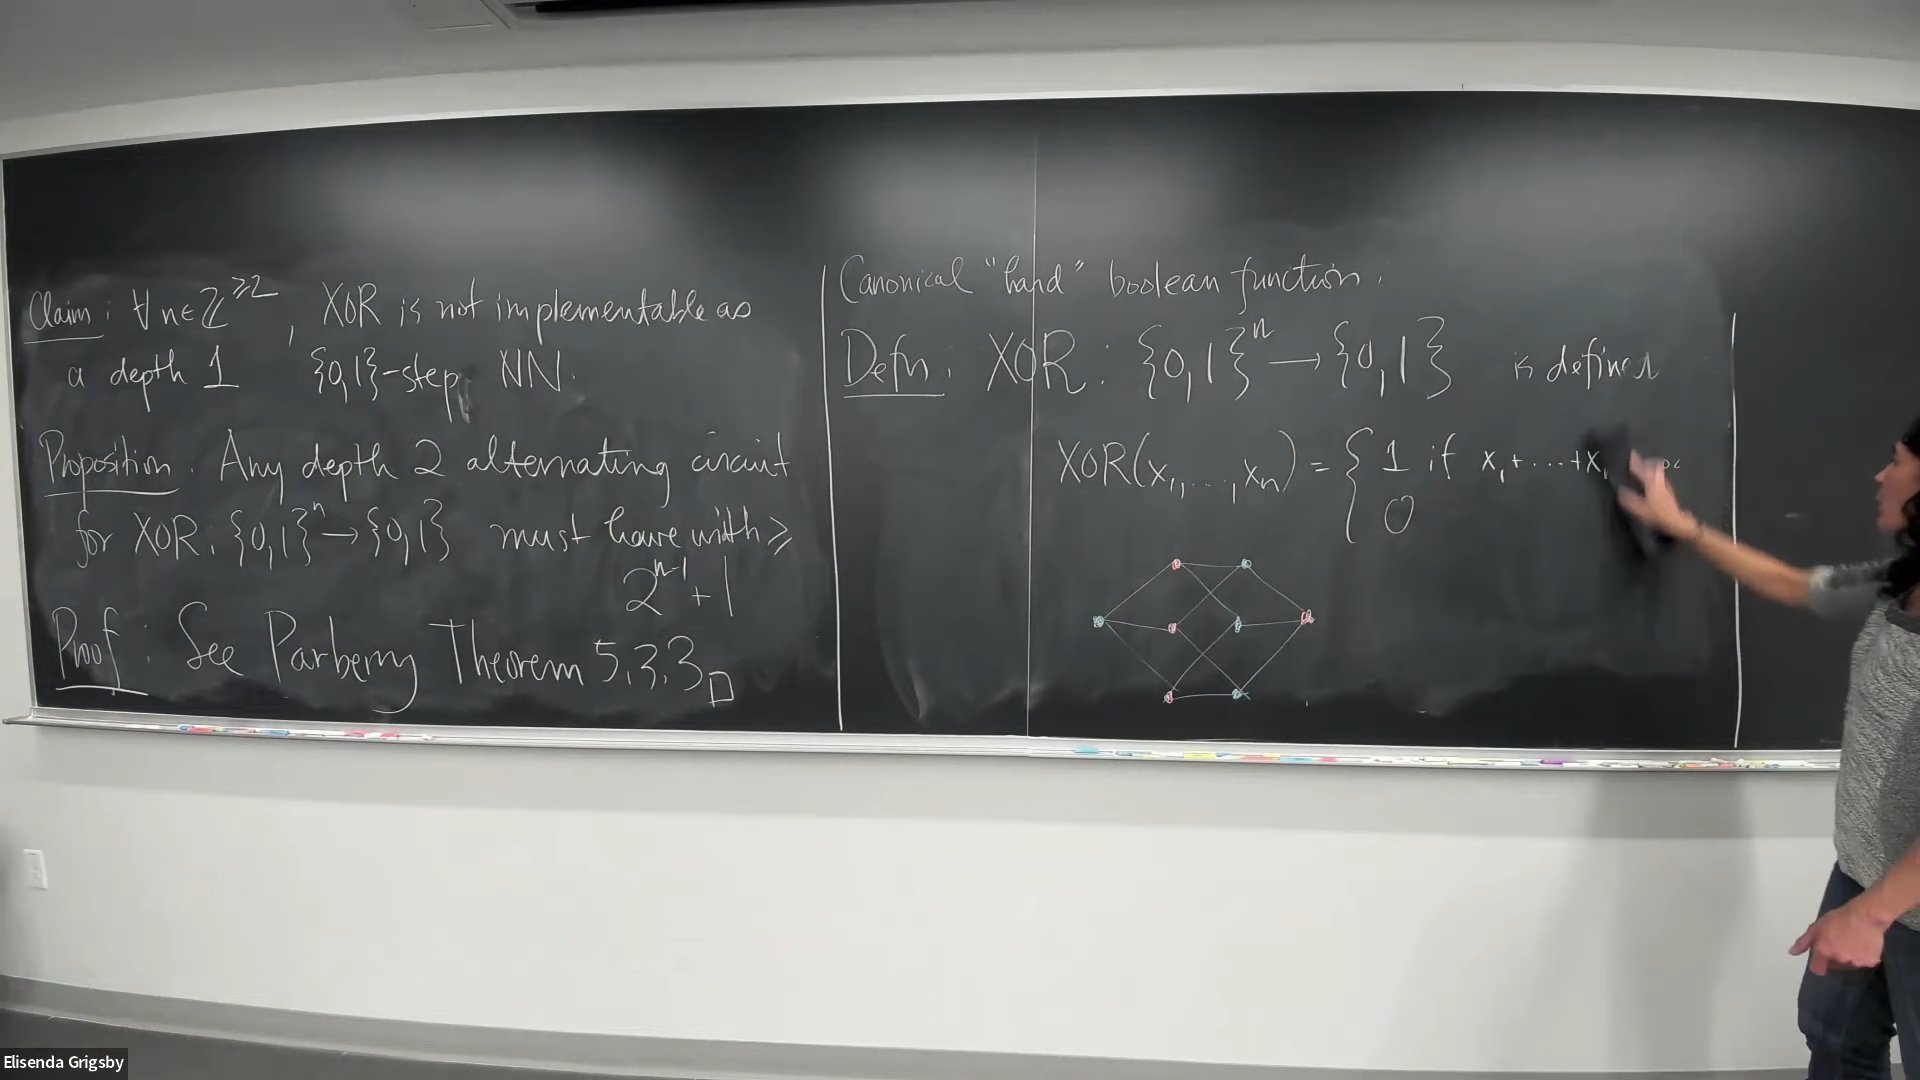 Claim: ∀ n ∈ ℤ^≥2, XOR is not implementable as
a depth 1 {0,1}-step NN.
Proposition. Any depth 2 alternating circuit
for XOR. {0,1}^n → {0,1} must have width ≥
2^n-1 + 1
Proof: See Parberry Theorem 5.3.3 □
Canonical "hard" boolean function.
Defn. XOR: {0,1}^n → {0,1} is defined
XOR(x₁,...,xn) = { 1 if x₁+...+x
0
Elisenda Grigsby